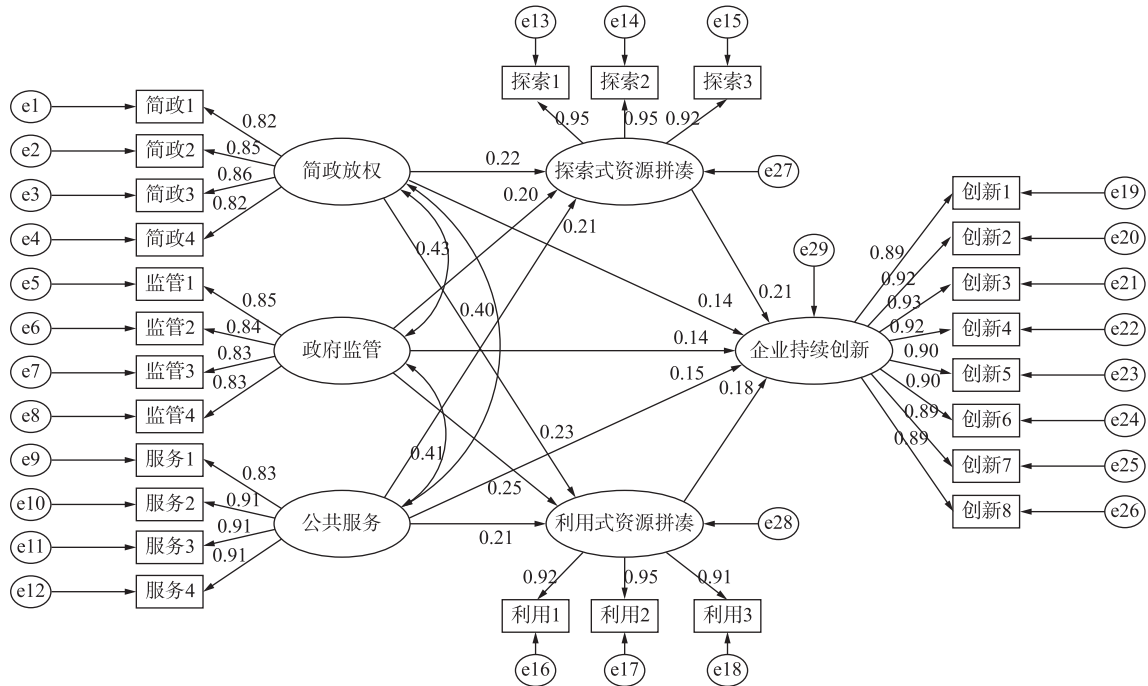 e13
e14
e15
探索1
探索2
探索3
0.95
0.95
0.92
e1
简政1
e2
简政2
e3
简政3
e4
简政4
0.82
0.85
0.86
0.82
简政放权
0.22
探索式资源拼凑
e27
0.20
0.21
0.43
0.40
e5
监管1
e6
监管2
e7
监管3
e8
监管4
0.85
0.84
0.83
0.83
政府监管
0.14
0.14
0.15
0.21
0.18
e29
企业持续创新
0.89
0.92
0.93
0.92
0.90
0.90
0.89
0.89
创新1
e19
创新2
e20
创新3
e21
创新4
e22
创新5
e23
创新6
e24
创新7
e25
创新8
e26
e9
服务1
e10
服务2
e11
服务3
e12
服务4
0.83
0.91
0.91
0.91
公共服务
0.41
0.23
0.25
0.21
利用式资源拼凑
e28
0.92
0.95
0.91
利用1
利用2
利用3
e16
e17
e18